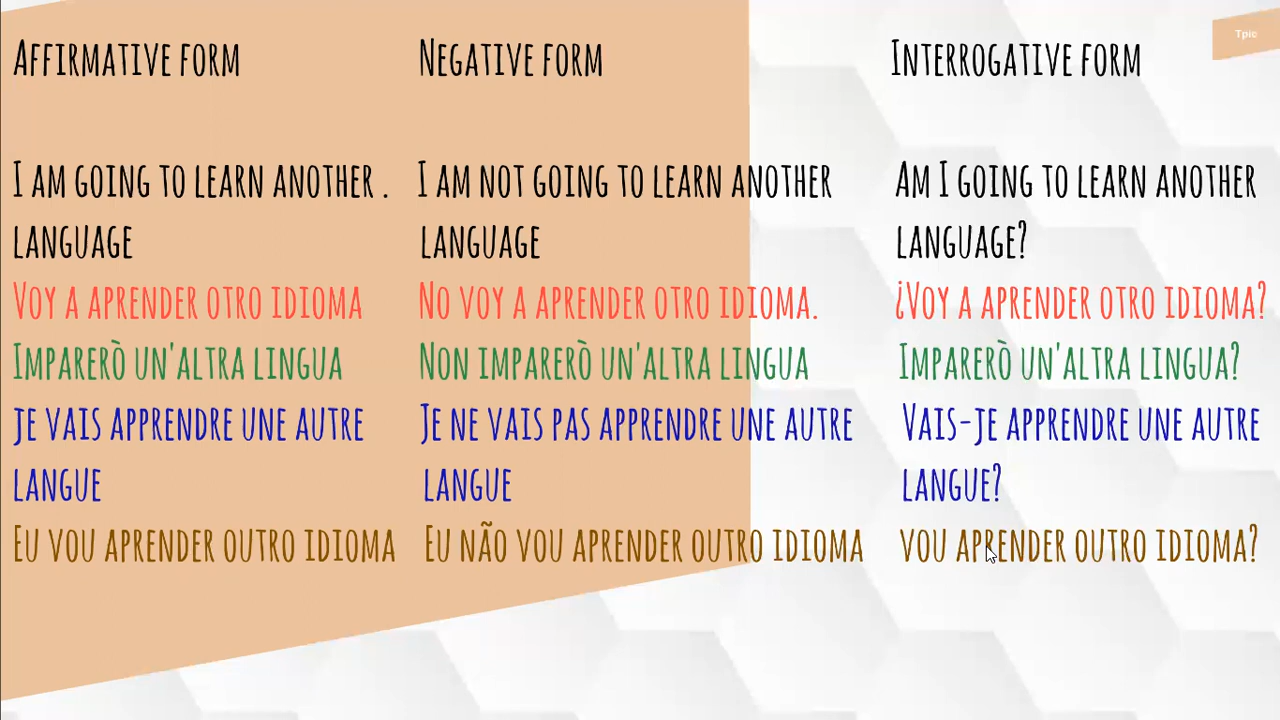 Tpic
Affirmative form
Negative form
Interrogative form
I am going to learn another .
language
Voy a aprender otro idioma
Imparerò un'altra lingua
je vais apprendre une autre
langue
Eu vou aprender outro idioma
I am not going to learn another
language
No voy a aprender otro idioma.
Non imparerò un'altra lingua
Je ne vais pas apprendre une autre
langue
Eu não vou aprender outro idioma
Am I going to learn another
language?
¿Voy a aprender otro idioma?
Imparerò un'altra lingua?
Vais-je apprendre une autre
langue?
vou aprender outro idioma?